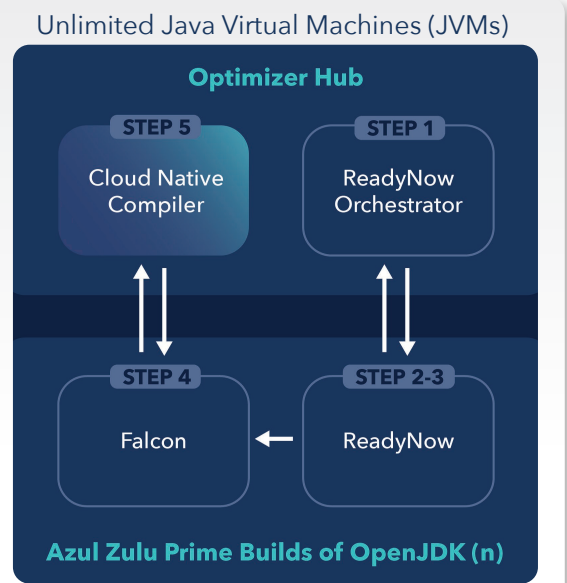 Unlimited Java Virtual Machines (JVMs)
Optimizer Hub
STEP 5
Cloud Native
Compiler
STEP 1
ReadyNow
Orchestrator
STEP 4
Falcon
STEP 2-3
ReadyNow
Azul Zulu Prime Builds of OpenJDK (n)